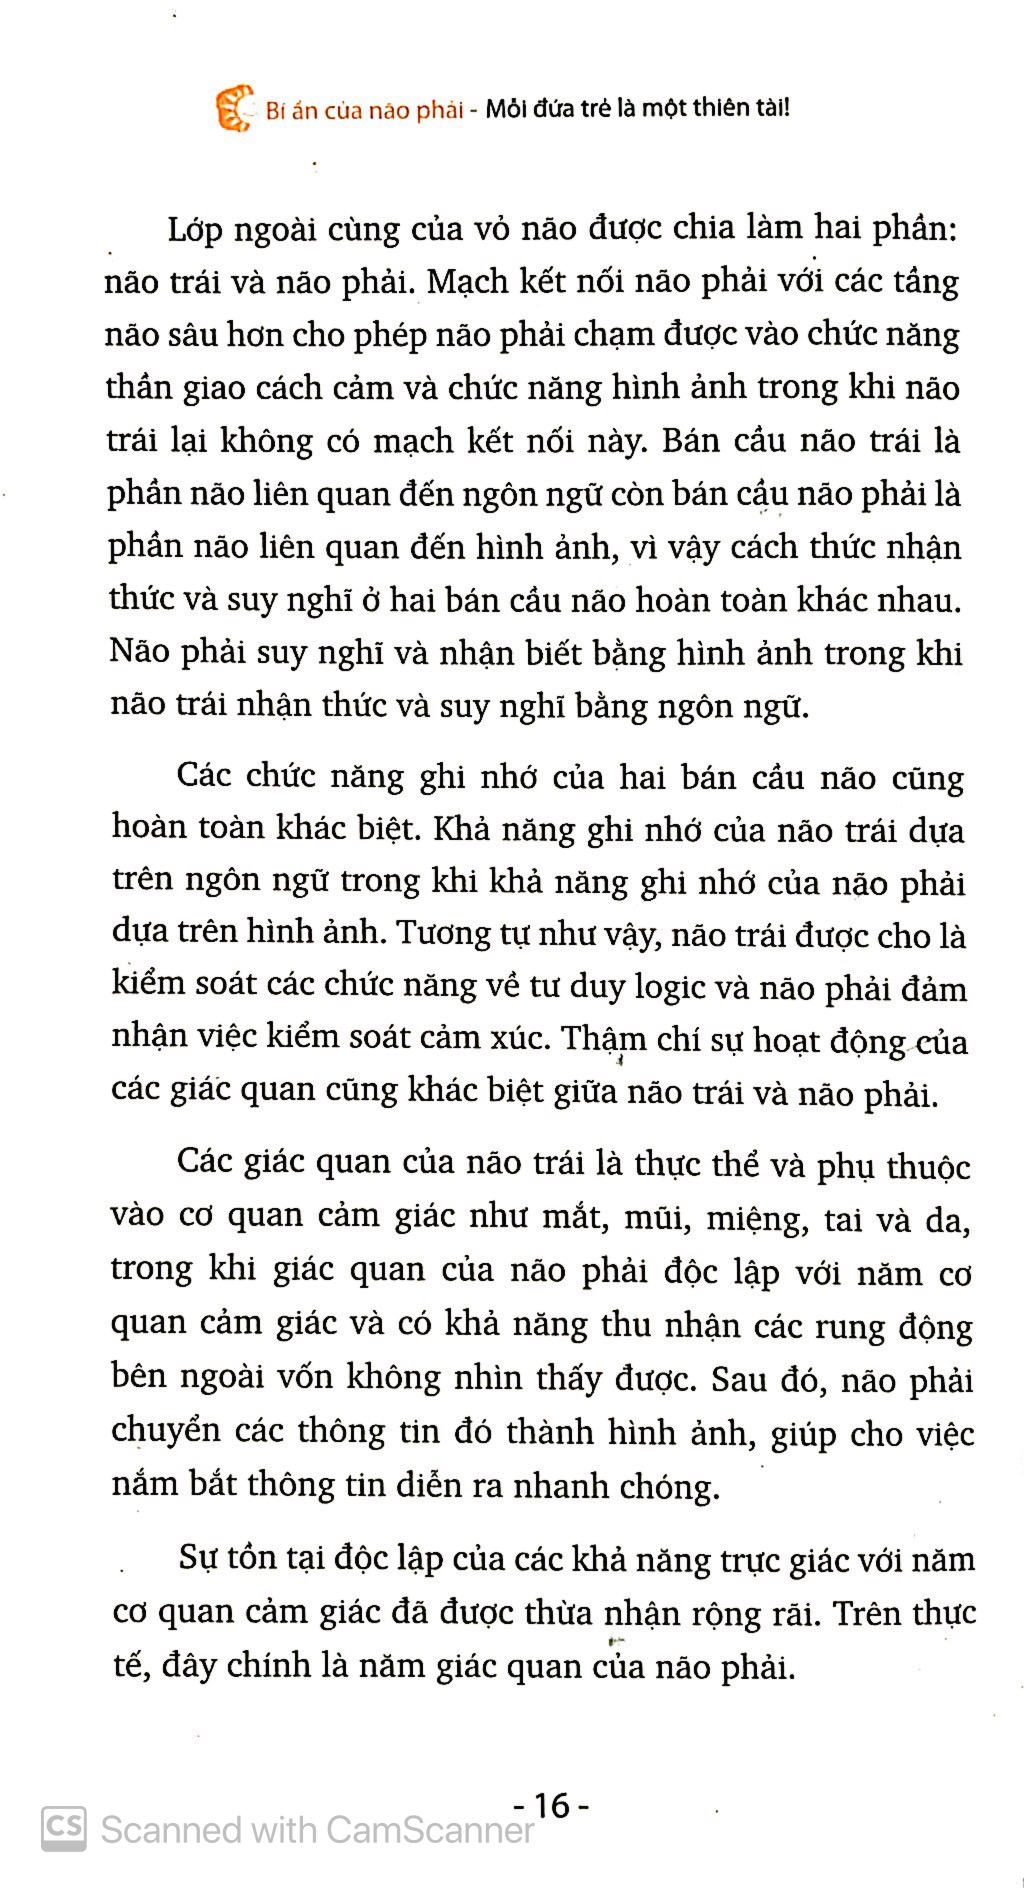 Bí ẩn của não phải - Mỗi đứa trẻ là một thiên tài!
Lớp ngoài cùng của vỏ não được chia làm hai phần:
não trái và não phải. Mạch kết nối não phải với các tầng
não sâu hơn cho phép não phải chạm được vào chức năng
thần giao cách cảm và chức năng hình ảnh trong khi não
trái lại không có mạch kết nối này. Bán cầu não trái là
phần não liên quan đến ngôn ngữ còn bán cầu não phải là
phần não liên quan đến hình ảnh, vì vậy cách thức nhận
thức và suy nghĩ ở hai bán cầu não hoàn toàn khác nhau.
Não phải suy nghĩ và nhận biết bằng hình ảnh trong khi
não trái nhận thức và suy nghĩ bằng ngôn ngữ.
Các chức năng ghi nhớ của hai bán cầu não cũng
hoàn toàn khác biệt. Khả năng ghi nhớ của não trái dựa
trên ngôn ngữ trong khi khả năng ghi nhớ của não phải
dựa trên hình ảnh. Tương tự như vậy, não trái được cho là
kiểm soát các chức năng về tư duy logic và não phải đảm
nhận việc kiểm soát cảm xúc. Thậm chí sự hoạt động của
các giác quan cũng khác biệt giữa não trái và não phải.
Các giác quan của não trái là thực thể và phụ thuộc
vào cơ quan cảm giác như mắt, mũi, miệng, tai và da,
trong khi giác quan của não phải độc lập với năm cơ
quan cảm giác và có khả năng thu nhận các rung động
bên ngoài vốn không nhìn thấy được. Sau đó, não phải
chuyển các thông tin đó thành hình ảnh, giúp cho việc
nắm bắt thông tin diễn ra nhanh chóng.
Sự tồn tại độc lập của các khả năng trực giác với năm
cơ quan cảm giác đã được thừa nhận rộng rãi. Trên thực
tế, đây chính là năm giác quan của não phải.
- 16 -
CS Scanned with CamScanner